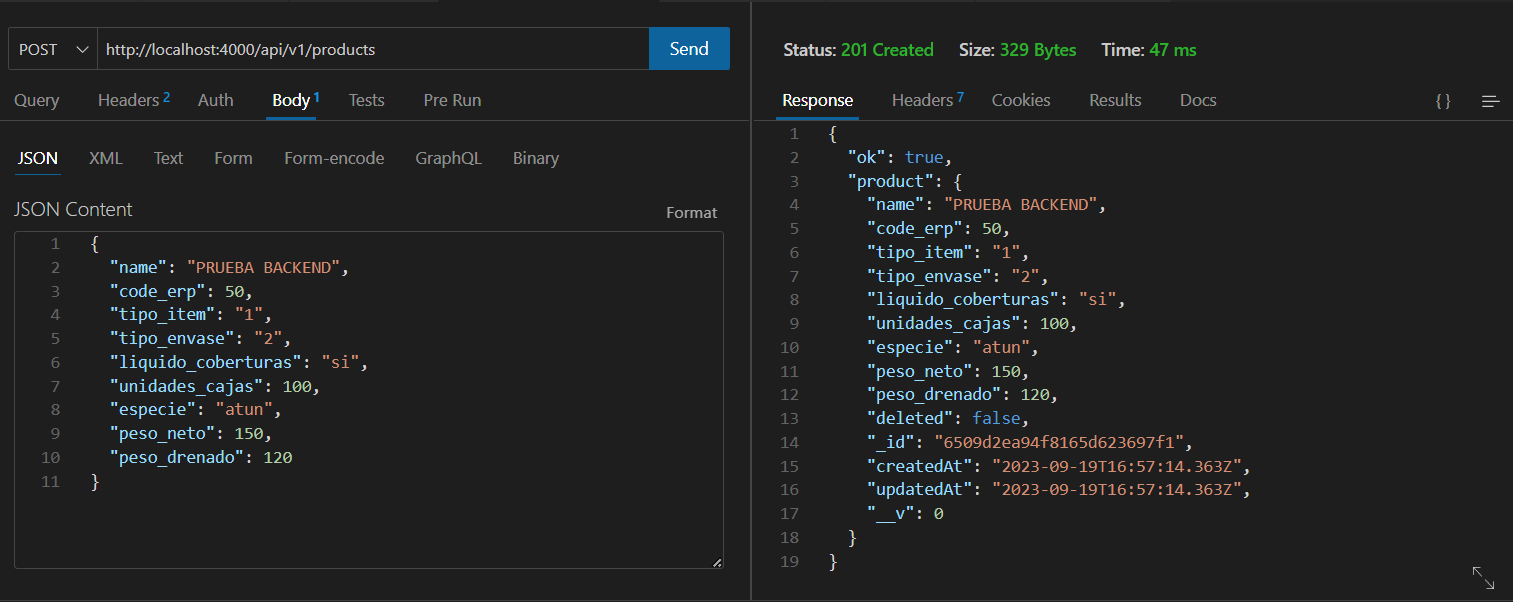 POST http://localhost:4000/api/v1/products Send
Query Headers 2 Auth Body 1 Tests Pre Run
JSON XML Text Form Form-encode GraphQL Binary
JSON Content Format
1 {
2 "name": "PRUEBA BACKEND",
3 "code_erp": 50,
4 "tipo_item": "1",
5 "tipo_envase": "2",
6 "liquido_coberturas": "si",
7 "unidades_cajas": 100,
8 "especie": "atun",
9 "peso_neto": 150,
10 "peso_drenado": 120
11 }
Status: 201 Created Size: 329 Bytes Time: 47 ms
Response Headers 7 Cookies Results Docs {}
1 {
2 "ok": true,
3 "product": {
4 "name": "PRUEBA BACKEND",
5 "code_erp": 50,
6 "tipo_item": "1",
7 "tipo_envase": "2",
8 "liquido_coberturas": "si",
9 "unidades_cajas": 100,
10 "especie": "atun",
11 "peso_neto": 150,
12 "peso_drenado": 120,
13 "deleted": false,
14 "_id": "6509d2ea94f8165d623697f1",
15 "createdAt": "2023-09-19T16:57:14.363Z",
16 "updatedAt": "2023-09-19T16:57:14.363Z",
17 "__v": 0
18 }
19 }